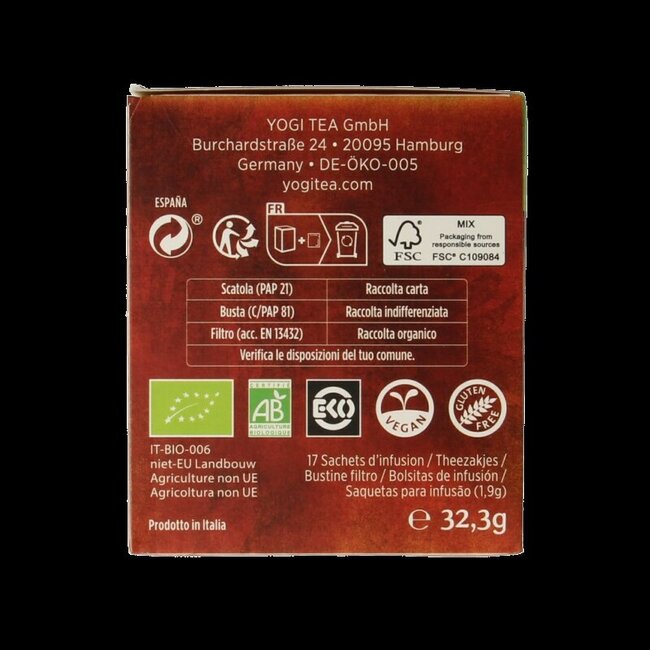 YOGI TEA GmbH
Burchardstraße 24 • 20095 Hamburg
Germany • DE-ÖKO-005
yogitea.com
ESPAÑA
®
FR
FSC
MIX
Packaging from
responsible sources
FSC® C109084
Scatola (PAP 21) Raccolta carta
Busta (C/PAP 81) Raccolta indifferenziata
Filtro (acc. EN 13432) Raccolta organico
Verifica le disposizioni del tuo comune.
CERTIFIÉ
AB
AGRICULTURE
BIOLOGIQUE
EKO
VEGAN
GLUTEN
FREE
IT-BIO-006
niet-EU Landbouw
Agriculture non UE
Agricoltura non UE
17 Sachets d'infusion / Theezakjes /
Bustine filtro / Bolsitas de infusión /
Saquetas para infusão (1,9g)
Prodotto in Italia
℮ 32,3g